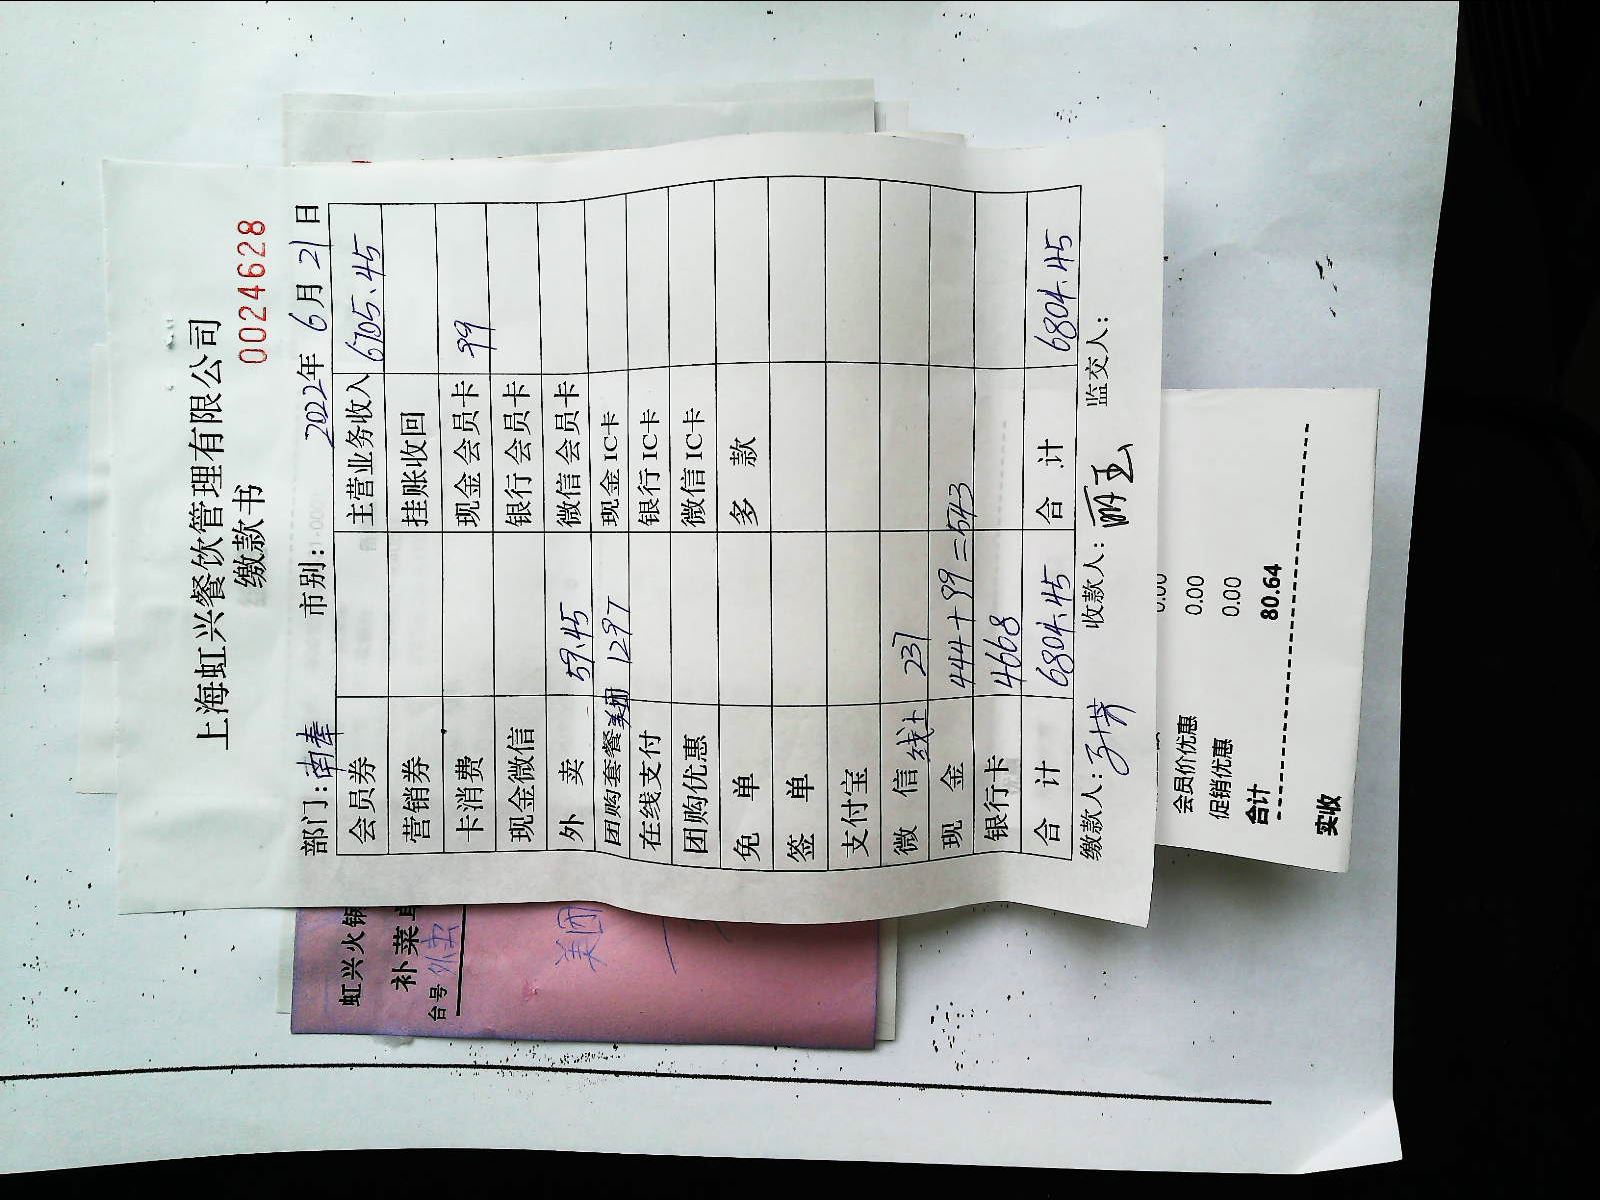 上海虹兴餐饮管理有限公司
缴款书 0024628
部门:南奉 市别: 2022年 6月 21日
会员券 主营业务收入 6705.45
营销券 挂账收回
卡消费 现金会员卡 99
现金微信 银行会员卡
外 卖 59.45 微信会员卡
团购套餐 美团 1297 现金IC卡
在线支付 银行IC卡
团购优惠 微信IC卡
免 单 多 款
签 单
支付宝
微 信 线上 237
现 金 444+99=543
银行卡 4668
合 计 6804.45 合 计 6804.45
缴款人: 收款人: 监交人:
0.00
会员价优惠 0.00
促销优惠 0.00
合计 80.64
实收
虹兴火锅
补菜单
台号 外卖
美团